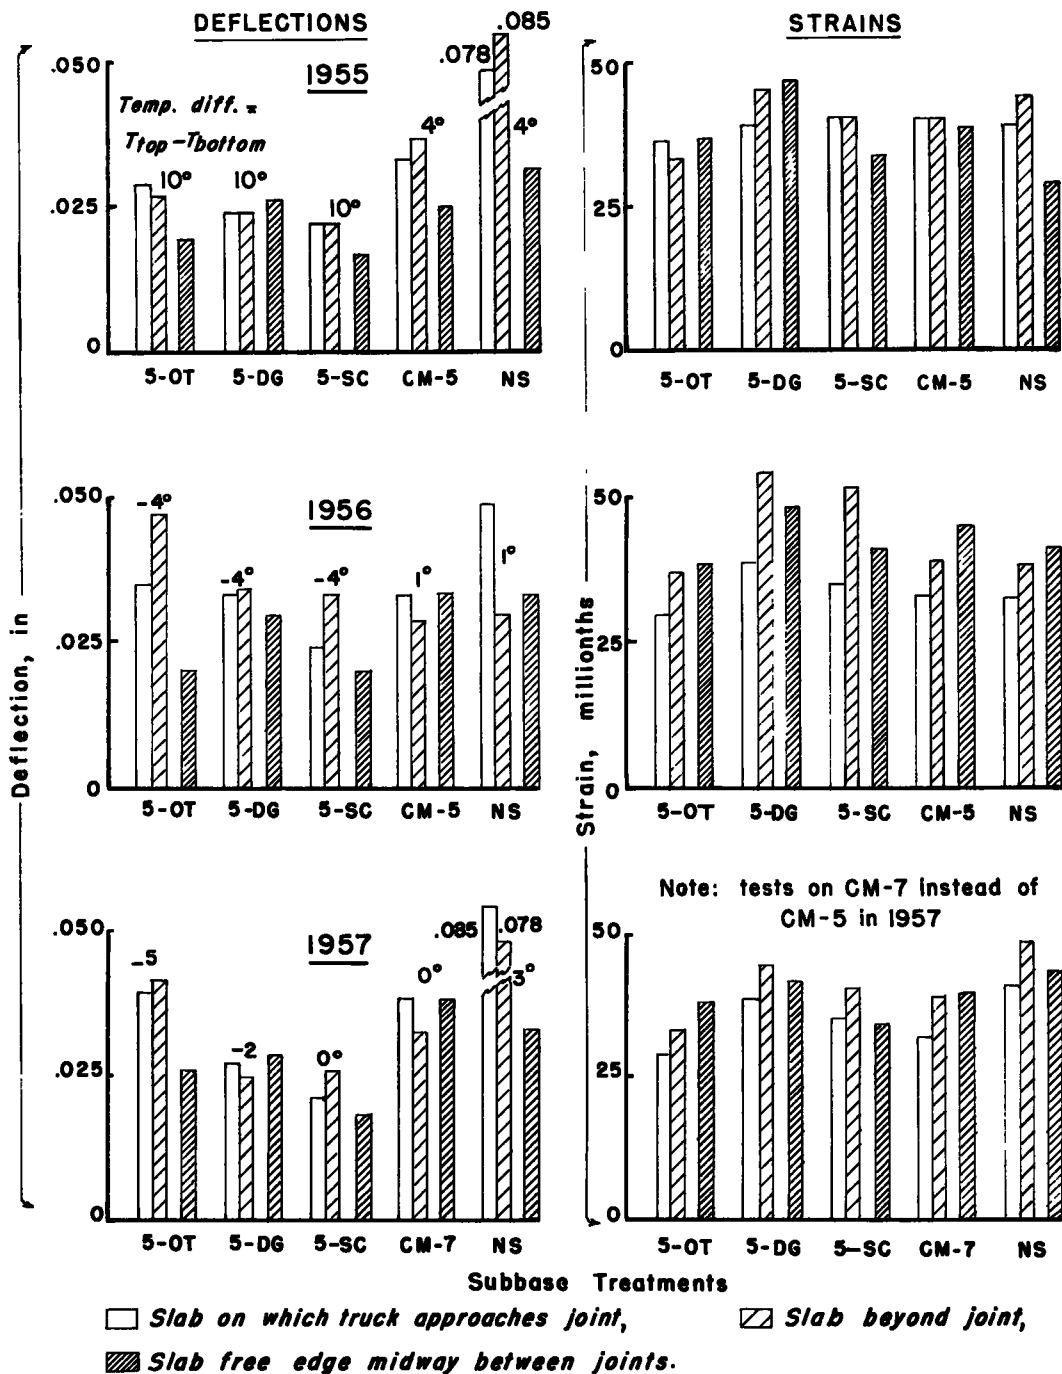 DEFLECTIONS
STRAINS
1955
.050
.025
0
Temp. diff. =
Ttop-Tbottom
10°
10°
10°
4°
.078
.085
4°
5-OT 5-DG 5-SC CM-5 NS
50
25
0
5-OT 5-DG 5-SC CM-5 NS
1956
.050
.025
0
-4°
-4°
-4°
1°
1°
5-OT 5-DG 5-SC CM-5 NS
50
25
0
5-DT 5-DG 5-SC CM-5 NS
Deflection, in
Strain, millionths
1957
.050
.025
0
-5
-2
0°
0°
.085
.078
3°
5-OT 5-DG 5-SC CM-7 NS
Note: tests on CM-7 instead of
CM-5 in 1957
50
25
0
5-OT 5-DG 5-SC CM-7 NS
Subbase Treatments
Slab on which truck approaches joint,
Slab beyond joint,
Slab free edge midway between joints.